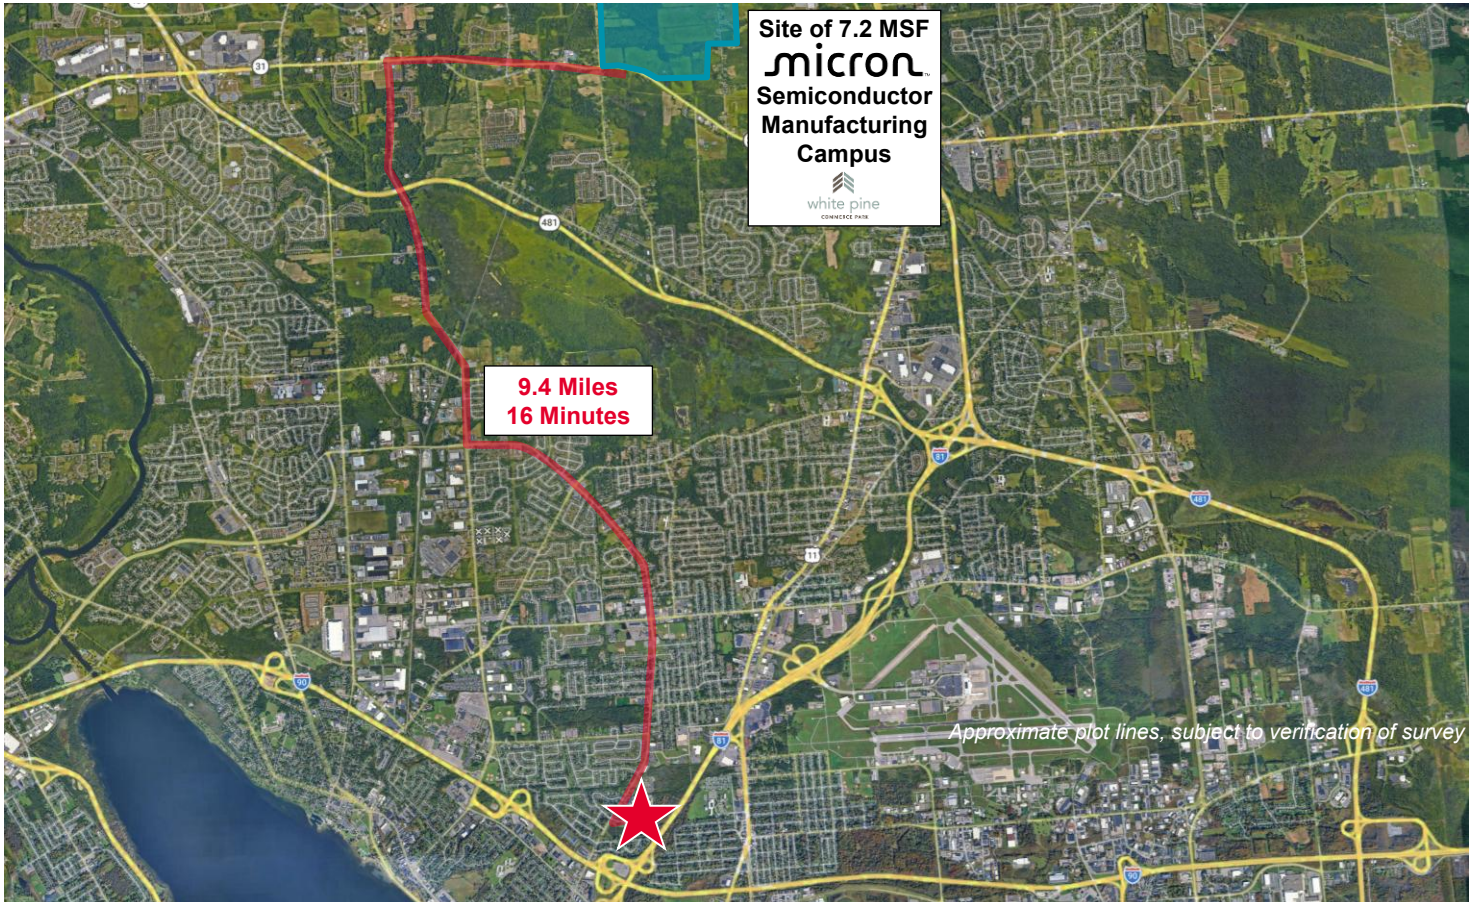 Site of 7.2 MSF
micron™
Semiconductor
Manufacturing
Campus
white pine
COMMERCE PARK
31
481
9.4 Miles
16 Minutes
81
481
11
90
481
81
Approximate plot lines, subject to verification of survey
90